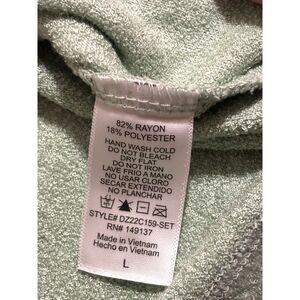 82% RAYON
18% POLYESTER
HAND WASH COLD
DO NOT BLEACH
DRY FLAT
DO NOT IRON
LAVE FRIO A MANO
NO USAR CLORO
SECAR EXTENDIDO
NO PLANCHAR
STYLE# DZ22C159-SET
RN# 149137
Made in Vietnam
Hecho en Vietnam
L